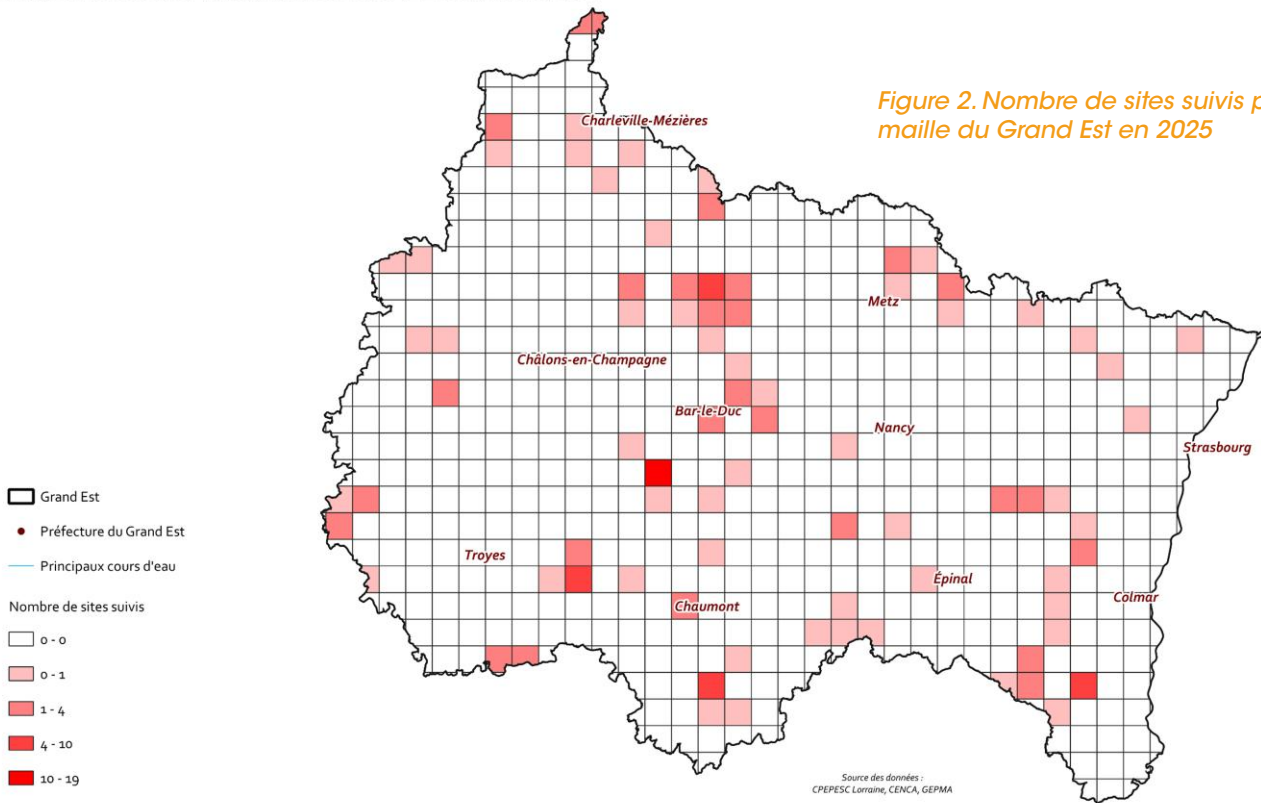 Figure 2. Nombre de sites suivis p
maille du Grand Est en 2025
Charleville-Mézières
Metz
Châlons-en-Champagne
Bar-le-Duc
Nancy
Strasbourg
Troyes
Épinal
Chaumont
Colmar
Grand Est
Préfecture du Grand Est
Principaux cours d'eau
Nombre de sites suivis
0 - 0
0 - 1
1 - 4
4 - 10
10 - 19
Source des données :
CPEPESC Lorraine, CENCA, GEPMA